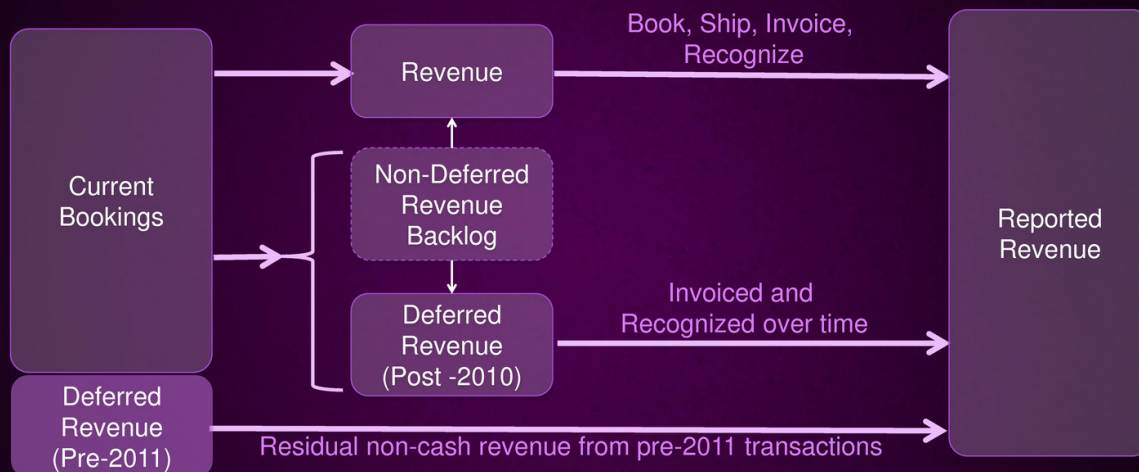 Current
Bookings
Deferred
Revenue
(Pre-2011)
Revenue
Non-Deferred
Revenue
Backlog
Deferred
Revenue
(Post -2010)
Book, Ship, Invoice,
Recognize
Invoiced and
Recognized over time
Residual non-cash revenue from pre-2011 transactions
Reported
Revenue